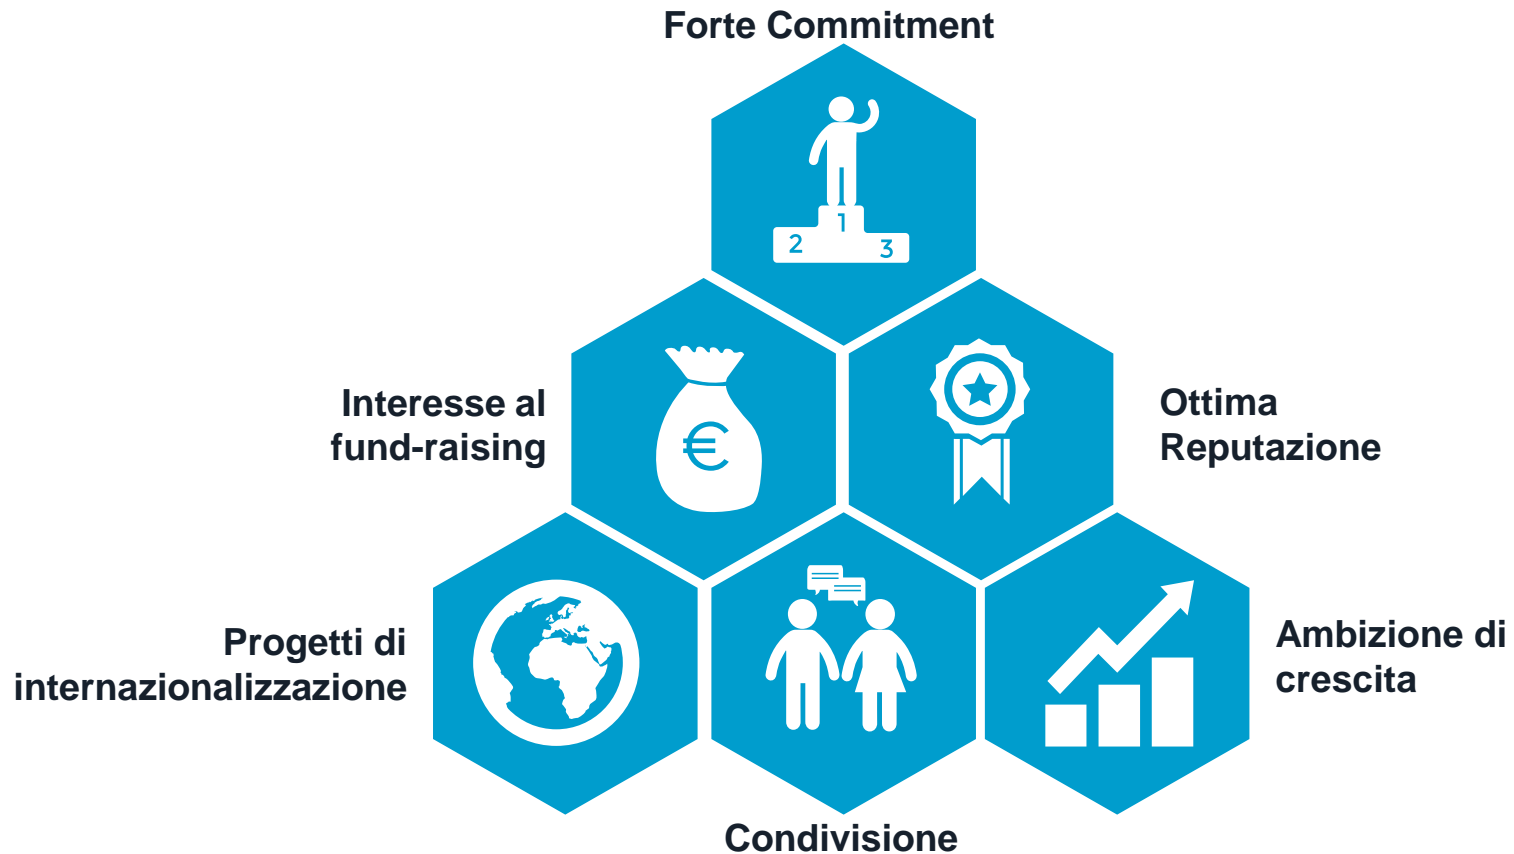 Forte Commitment
1
2
3
€
Interesse al
fund-raising
Ottima
Reputazione
Progetti di
internazionalizzazione
Ambizione di
crescita
Condivisione